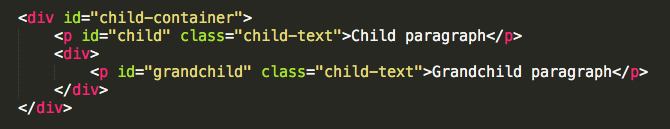 <div id="child-container">
    <p id="child" class="child-text">Child paragraph</p>
    <div>
        <p id="grandchild" class="child-text">Grandchild paragraph</p>
    </div>
</div>